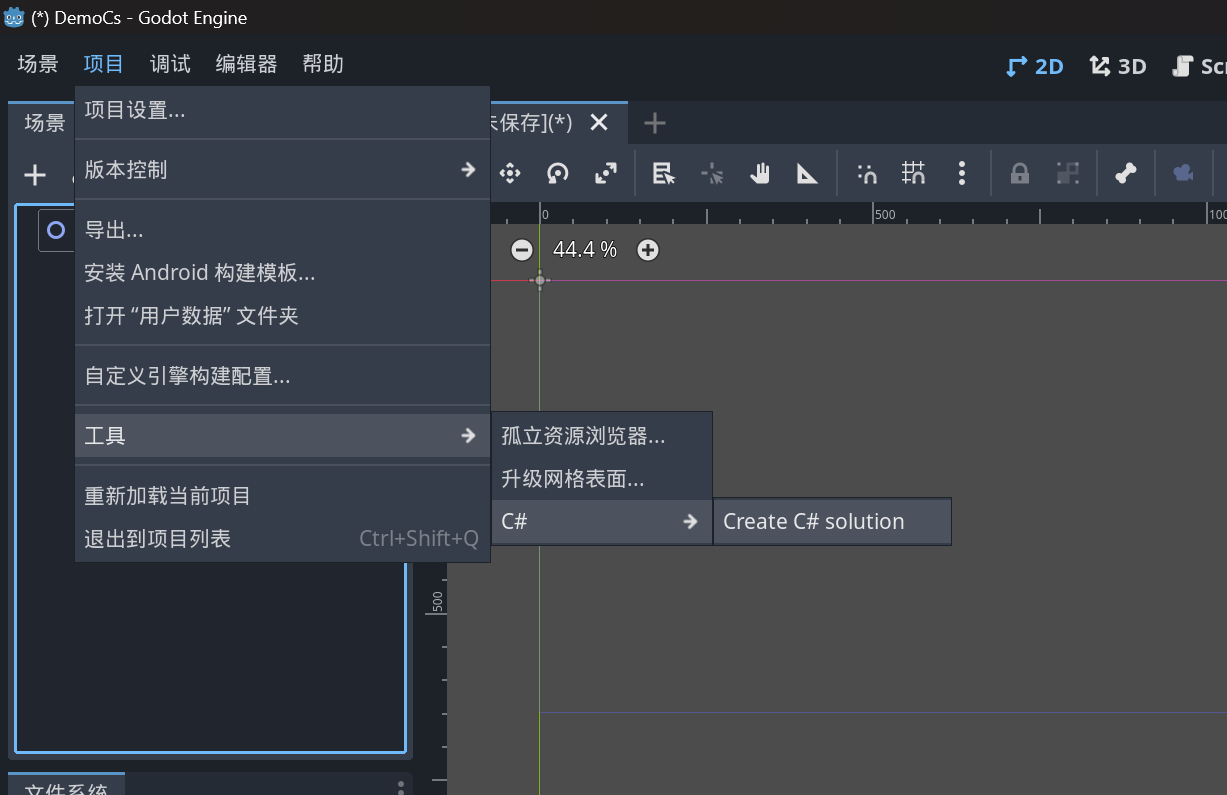 (*) DemoCs - Godot Engine
场景 项目 调试 编辑器 帮助 2D 3D
场景 项目设置... 保存](*)
版本控制
导出...
安装 Android 构建模板...
打开 “用户数据” 文件夹
自定义引擎构建配置...
工具
重新加载当前项目
退出到项目列表 Ctrl+Shift+Q
孤立资源浏览器...
升级网格表面...
C#
Create C# solution
0 500
44.4 %
500
文件系统